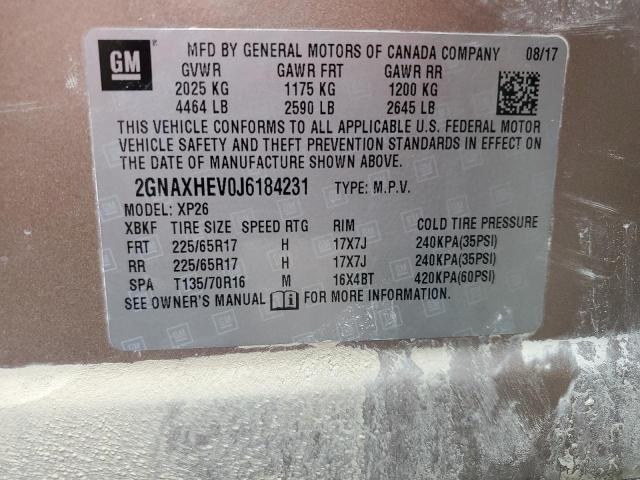 GM
MFD BY GENERAL MOTORS OF CANADA COMPANY 08/17
GVWR GAWR FRT GAWR RR
2025 KG 1175 KG 1200 KG
4464 LB 2590 LB 2645 LB
THIS VEHICLE CONFORMS TO ALL APPLICABLE U.S. FEDERAL MOTOR
VEHICLE SAFETY AND THEFT PREVENTION STANDARDS IN EFFECT ON
THE DATE OF MANUFACTURE SHOWN ABOVE.
2GNAXHEV0J6184231 TYPE: M.P.V.
MODEL: XP26
XBKF TIRE SIZE SPEED RTG RIM COLD TIRE PRESSURE
FRT 225/65R17 H 17X7J 240KPA(35PSI)
RR 225/65R17 H 17X7J 240KPA(35PSI)
SPA T135/70R16 M 16X4BT 420KPA(60PSI)
SEE OWNER'S MANUAL FOR MORE INFORMATION.